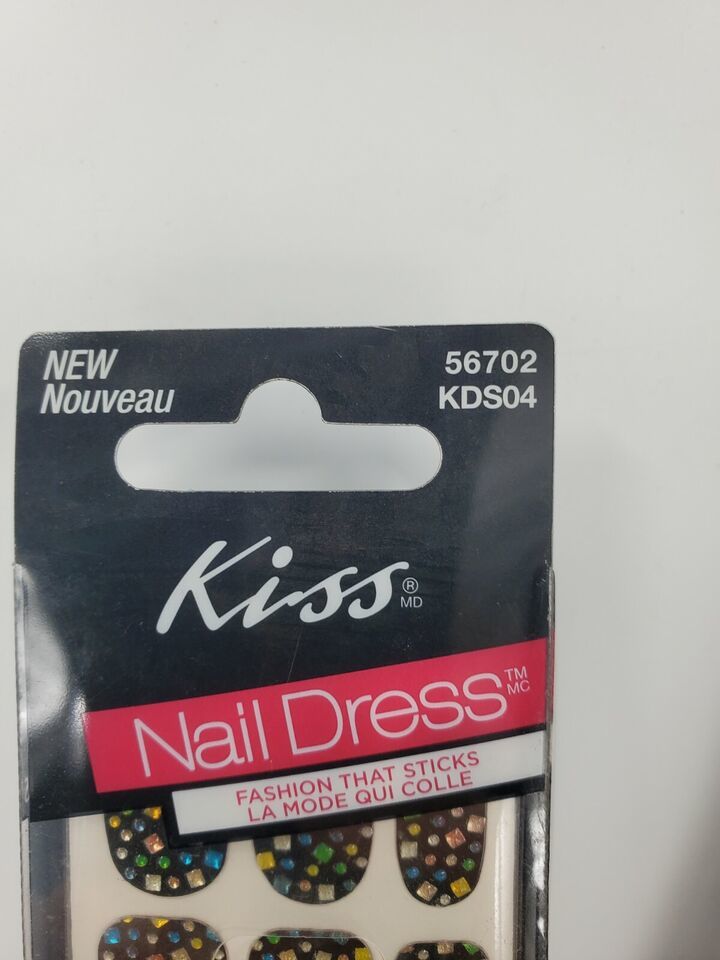 NEW
Nouveau
56702
KDS04
Kiss® MD
Nail Dress™ MC
FASHION THAT STICKS
LA MODE QUI COLLE